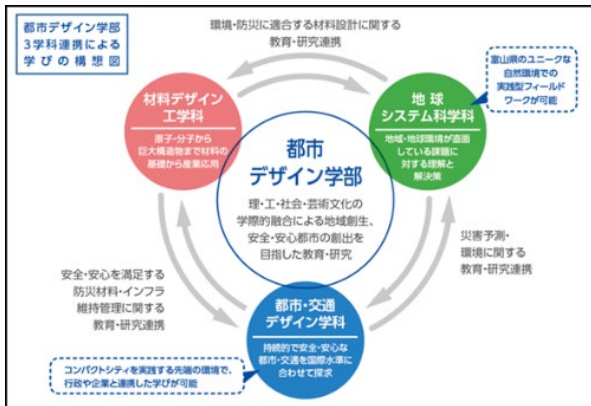 都市デザイン学部
3学科連携による
学びの構想図
環境・防災に適合する材料設計に関する
教育・研究連携
富山県のユニークな
自然環境での
実践型フィールド
ワークが可能
材料デザイン
工学科
原子・分子から
巨大構造物まで材料の
基礎から産業応用
地球
システム科学科
地域・地球環境が直面
している課題に
対する理解と
解決策
都市
デザイン学部
理・工・社会・芸術文化の
学際的融合による地域創生、
安全・安心都市の創出を
目指した教育・研究
災害予測・
環境に関する
教育・研究連携
安全・安心を満足する
防災材料・インフラ
維持管理に関する
教育・研究連携
都市・交通
デザイン学科
持続的で安全・安心な
都市・交通を国際水準に
合わせて探求
コンパクトシティを実践する先端の環境で、
行政や企業と連携した学びが可能